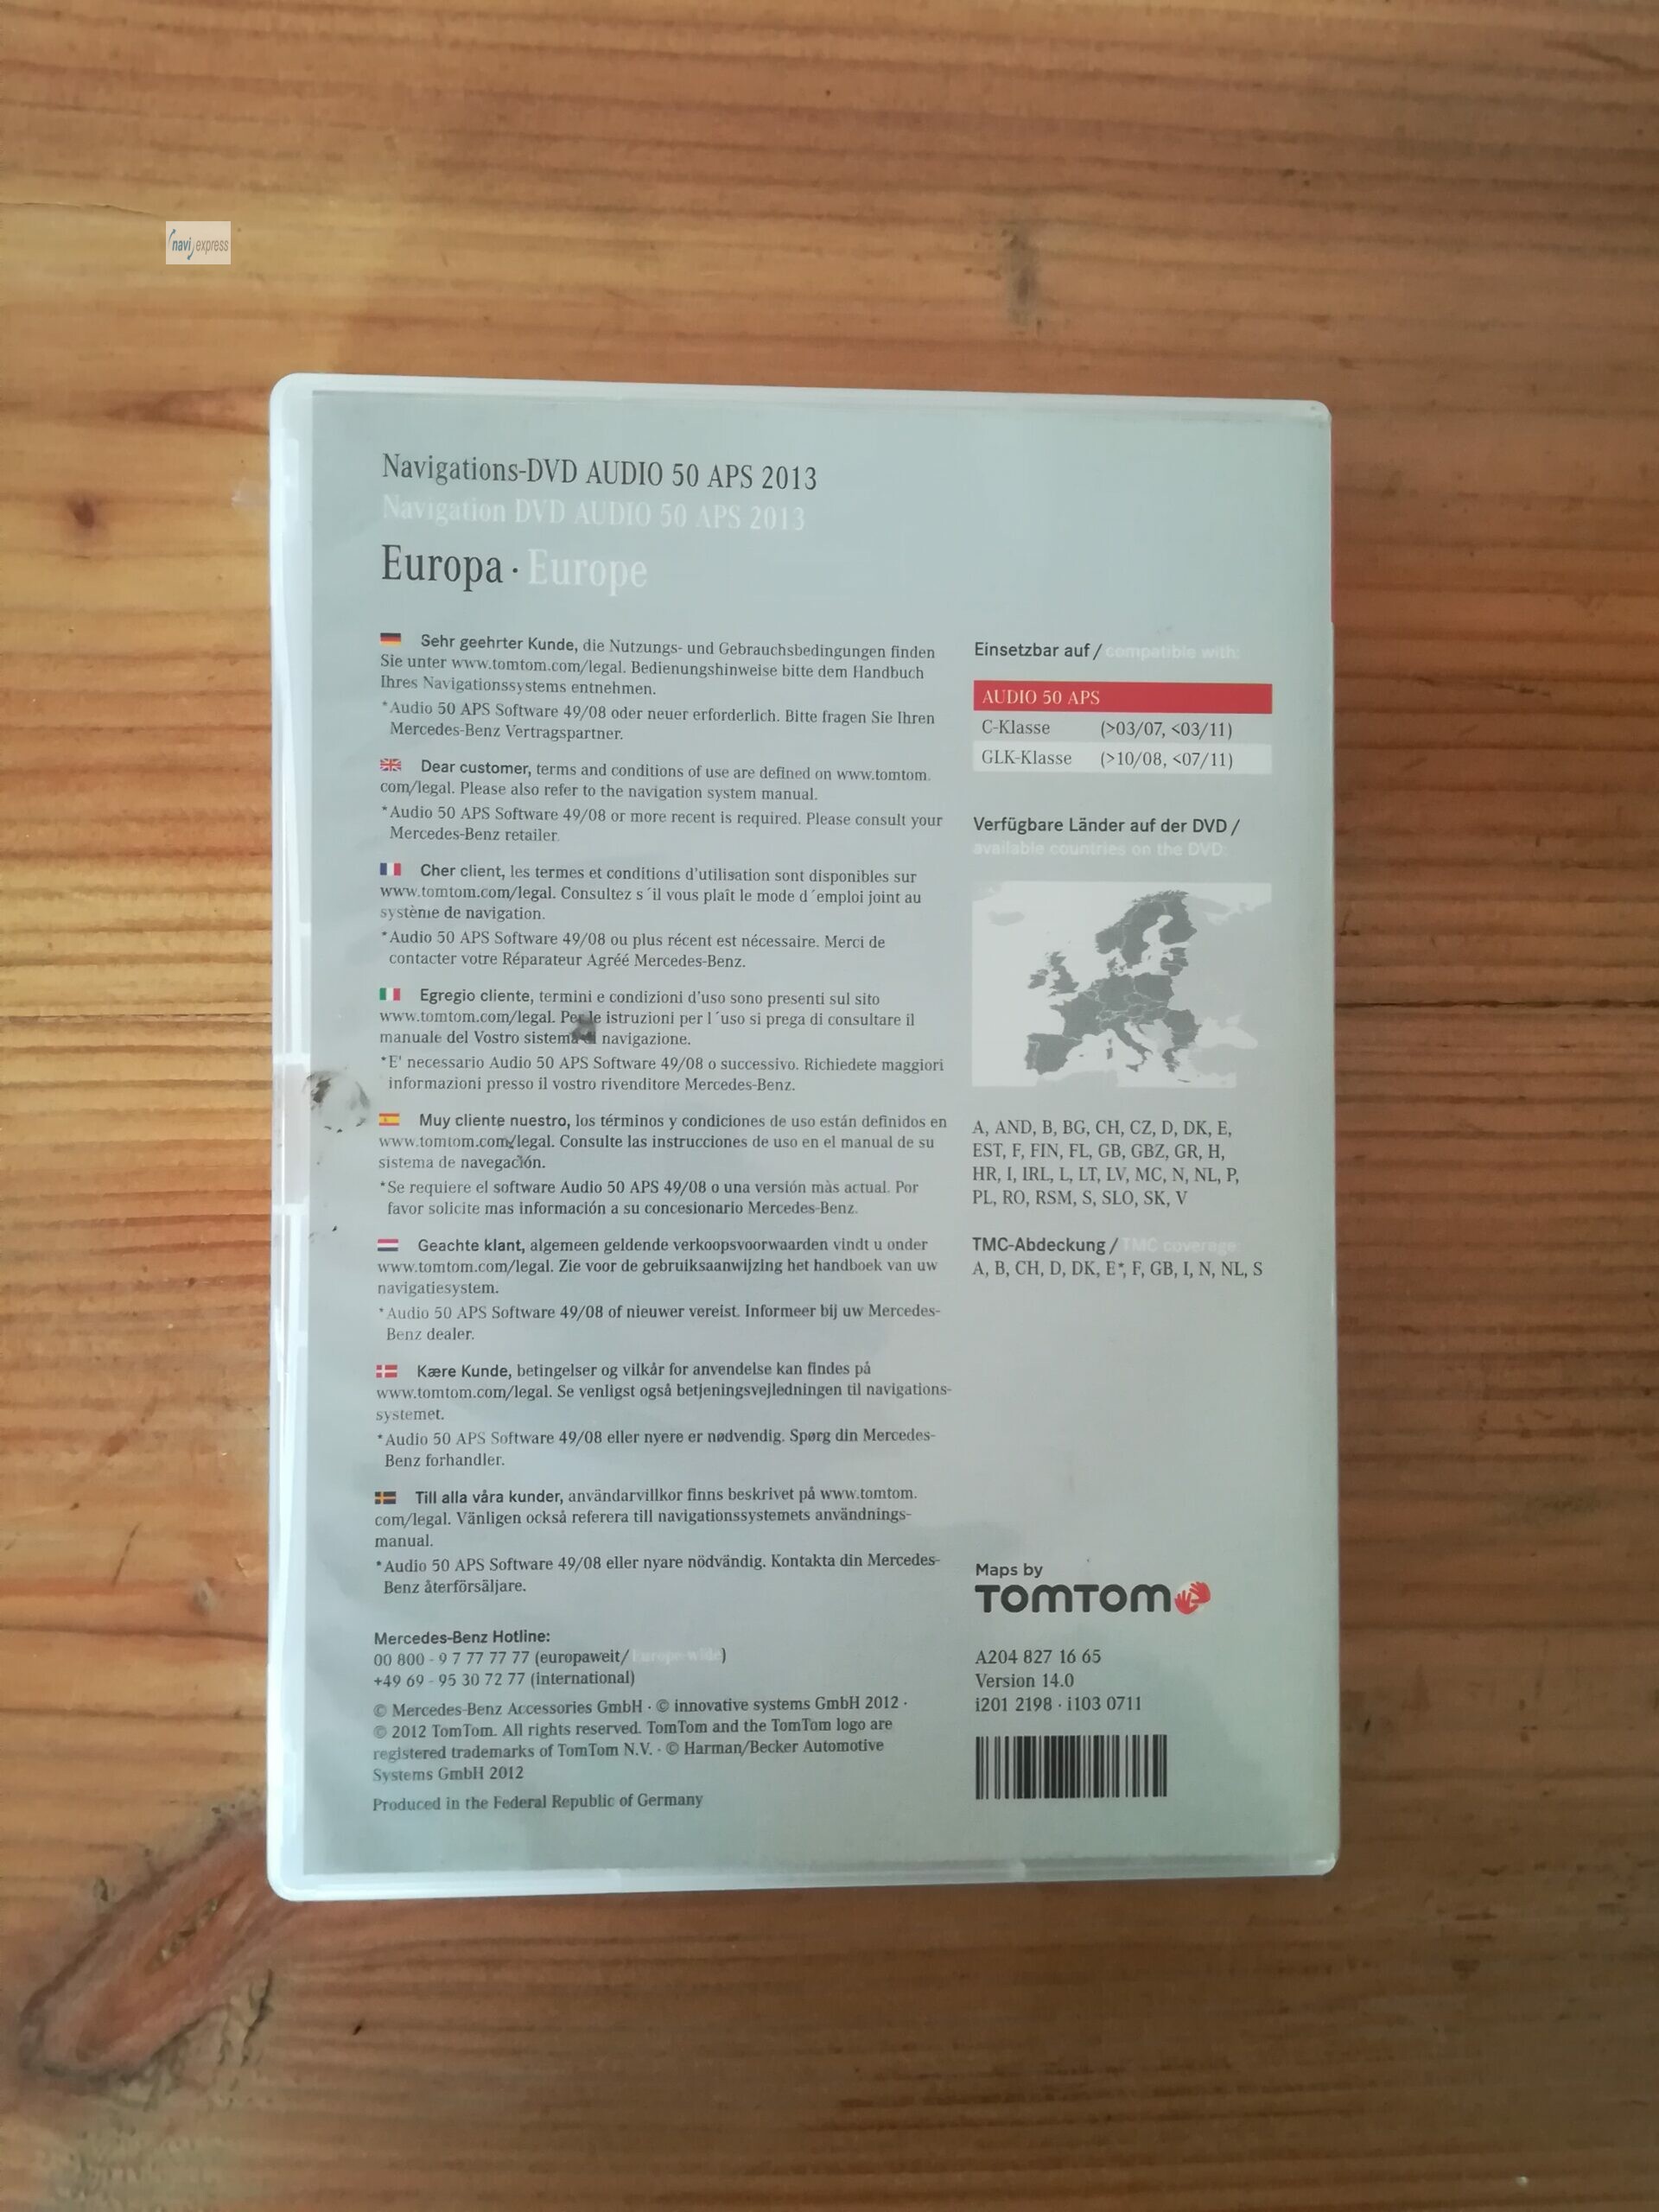 navi express
Navigations-DVD AUDIO 50 APS 2013
Navigation DVD AUDIO 50 APS 2013
Europa · Europe
Sehr geehrter Kunde, die Nutzungs- und Gebrauchsbedingungen finden
Sie unter www.tomtom.com/legal. Bedienungshinweise bitte dem Handbuch
Ihres Navigationssystems entnehmen.
*Audio 50 APS Software 49/08 oder neuer erforderlich. Bitte fragen Sie Ihren
Mercedes-Benz Vertragspartner.
Dear customer, terms and conditions of use are defined on www.tomtom.
com/legal. Please also refer to the navigation system manual.
*Audio 50 APS Software 49/08 or more recent is required. Please consult your
Mercedes-Benz retailer.
Cher client, les termes et conditions d'utilisation sont disponibles sur
www.tomtom.com/legal. Consultez s´il vous plaît le mode d´emploi joint au
système de navigation.
*Audio 50 APS Software 49/08 ou plus récent est nécessaire. Merci de
contacter votre Réparateur Agréé Mercedes-Benz.
Egregio cliente, termini e condizioni d'uso sono presenti sul sito
www.tomtom.com/legal. Per le istruzioni per l´uso si prega di consultare il
manuale del Vostro sistema di navigazione.
*E' necessario Audio 50 APS Software 49/08 o successivo. Richiedete maggiori
informazioni presso il vostro rivenditore Mercedes-Benz.
Muy cliente nuestro, los términos y condiciones de uso están definidos en
www.tomtom.com/legal. Consulte las instrucciones de uso en el manual de su
sistema de navegación.
*Se requiere el software Audio 50 APS 49/08 o una versión màs actual. Por
favor solicite mas información a su concesionario Mercedes-Benz.
Geachte klant, algemeen geldende verkoopsvoorwaarden vindt u onder
www.tomtom.com/legal. Zie voor de gebruiksaanwijzing het handboek van uw
navigatiesystem.
*Audio 50 APS Software 49/08 of nieuwer vereist. Informeer bij uw Mercedes-
Benz dealer.
Kære Kunde, betingelser og vilkår for anvendelse kan findes på
www.tomtom.com/legal. Se venligst også betjeningsvejledningen til navigations-
systemet.
*Audio 50 APS Software 49/08 eller nyere er nødvendig. Spørg din Mercedes-
Benz forhandler.
Till alla våra kunder, användarvillkor finns beskrivet på www.tomtom.
com/legal. Vänligen också referera till navigationssystemets användnings-
manual.
*Audio 50 APS Software 49/08 eller nyare nödvändig. Kontakta din Mercedes-
Benz återförsäljare.
Mercedes-Benz Hotline:
00 800 - 9 7 77 77 77 (europaweit/Europe-wide)
+49 69 - 95 30 72 77 (international)
© Mercedes-Benz Accessories GmbH · © innovative systems GmbH 2012 ·
© 2012 TomTom. All rights reserved. TomTom and the TomTom logo are
registered trademarks of TomTom N.V. · © Harman/Becker Automotive
Systems GmbH 2012
Produced in the Federal Republic of Germany
Einsetzbar auf / compatible with:
AUDIO 50 APS
C-Klasse (>03/07, <03/11)
GLK-Klasse (>10/08, <07/11)
Verfügbare Länder auf der DVD /
available countries on the DVD:
A, AND, B, BG, CH, CZ, D, DK, E,
EST, F, FIN, FL, GB, GBZ, GR, H,
HR, I, IRL, L, LT, LV, MC, N, NL, P,
PL, RO, RSM, S, SLO, SK, V
TMC-Abdeckung / TMC coverage:
A, B, CH, D, DK, E*, F, GB, I, N, NL, S
Maps by
TOMTOM
A204 827 16 65
Version 14.0
i201 2198 · i103 0711